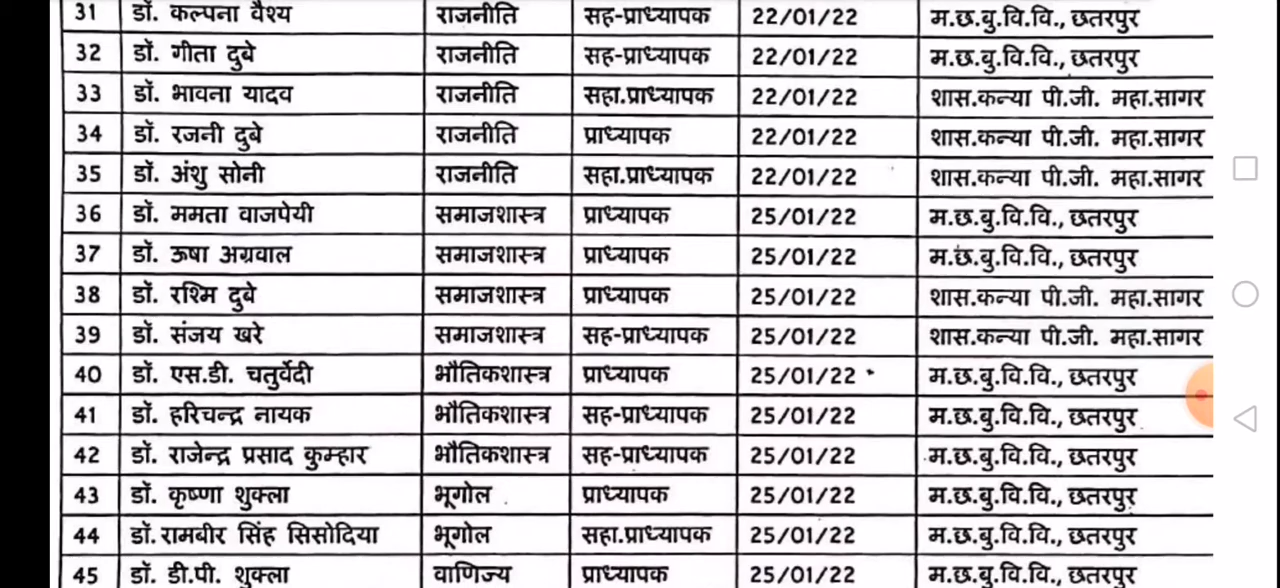 31 डॉ. कल्पना वैश्य राजनीति सह-प्राध्यापक 22/01/22 म.छ.बु.वि.वि., छतरपुर
32 डॉ. गीता दुबे राजनीति सह-प्राध्यापक 22/01/22 म.छ.बु.वि.वि., छतरपुर
33 डॉ. भावना यादव राजनीति सहा.प्राध्यापक 22/01/22 शास.कन्या पी.जी. महा.सागर
34 डॉ. रजनी दुबे राजनीति प्राध्यापक 22/01/22 शास.कन्या पी.जी. महा.सागर
35 डॉ. अंशु सोनी राजनीति सहा.प्राध्यापक 22/01/22 शास.कन्या पी.जी. महा.सागर
36 डॉ. ममता वाजपेयी समाजशास्त्र प्राध्यापक 25/01/22 म.छ.बु.वि.वि., छतरपुर
37 डॉ. ऊषा अग्रवाल समाजशास्त्र प्राध्यापक 25/01/22 म.छ.बु.वि.वि., छतरपुर
38 डॉ. रश्मि दुबे समाजशास्त्र प्राध्यापक 25/01/22 शास.कन्या पी.जी. महा.सागर
39 डॉ. संजय खरे समाजशास्त्र सह-प्राध्यापक 25/01/22 शास.कन्या पी.जी. महा.सागर
40 डॉ. एस.डी. चतुर्वेदी भौतिकशास्त्र प्राध्यापक 25/01/22 म.छ.बु.वि.वि., छतरपुर
41 डॉ. हरिचन्द्र नायक भौतिकशास्त्र सह-प्राध्यापक 25/01/22 म.छ.बु.वि.वि., छतरपुर
42 डॉ. राजेन्द्र प्रसाद कुम्हार भौतिकशास्त्र सह-प्राध्यापक 25/01/22 म.छ.बु.वि.वि., छतरपुर
43 डॉ. कृष्णा शुक्ला भूगोल प्राध्यापक 25/01/22 म.छ.बु.वि.वि., छतरपुर
44 डॉ. रामबीर सिंह सिसोदिया भूगोल सहा.प्राध्यापक 25/01/22 म.छ.बु.वि.वि., छतरपुर
45 डॉ. डी.पी. शुक्ला वाणिज्य प्राध्यापक 25/01/22 म.छ.बु.वि.वि., छतरपुर